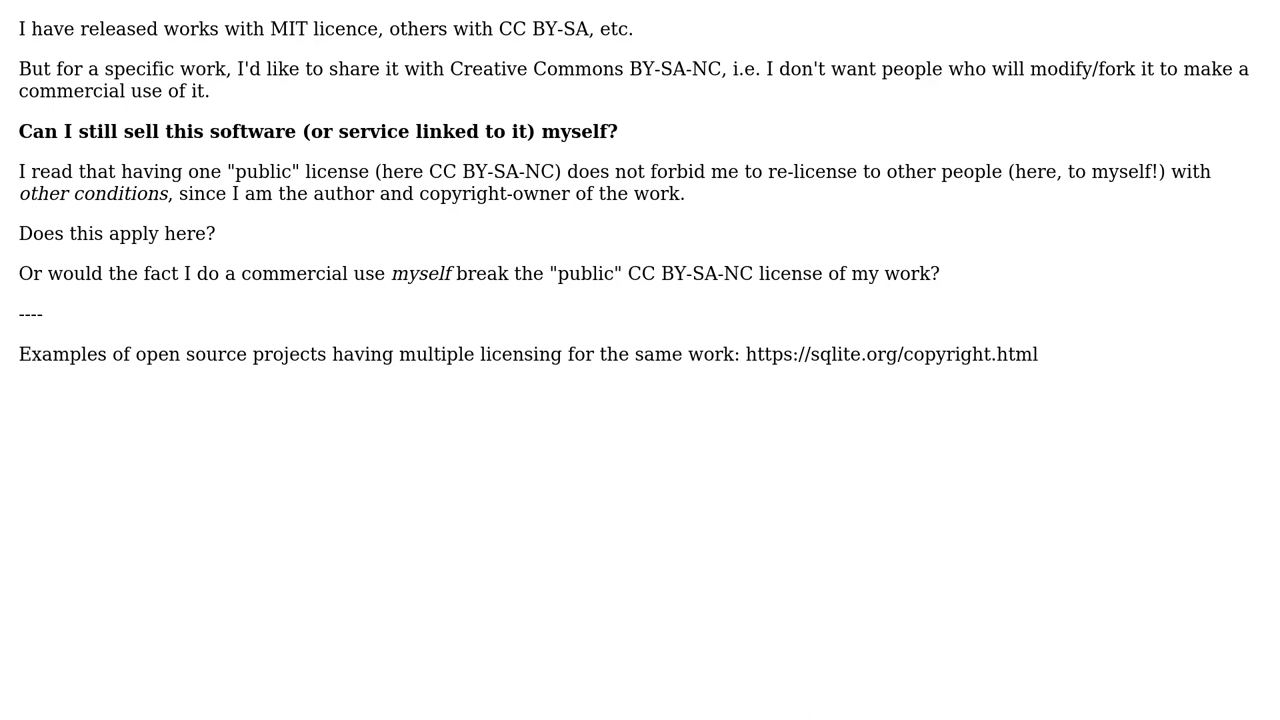 I have released works with MIT licence, others with CC BY-SA, etc.
But for a specific work, I'd like to share it with Creative Commons BY-SA-NC, i.e. I don't want people who will modify/fork it to make a
commercial use of it.
Can I still sell this software (or service linked to it) myself?
I read that having one "public" license (here CC BY-SA-NC) does not forbid me to re-license to other people (here, to myself!) with
other conditions, since I am the author and copyright-owner of the work.
Does this apply here?
Or would the fact I do a commercial use myself break the "public" CC BY-SA-NC license of my work?
----
Examples of open source projects having multiple licensing for the same work: https://sqlite.org/copyright.html